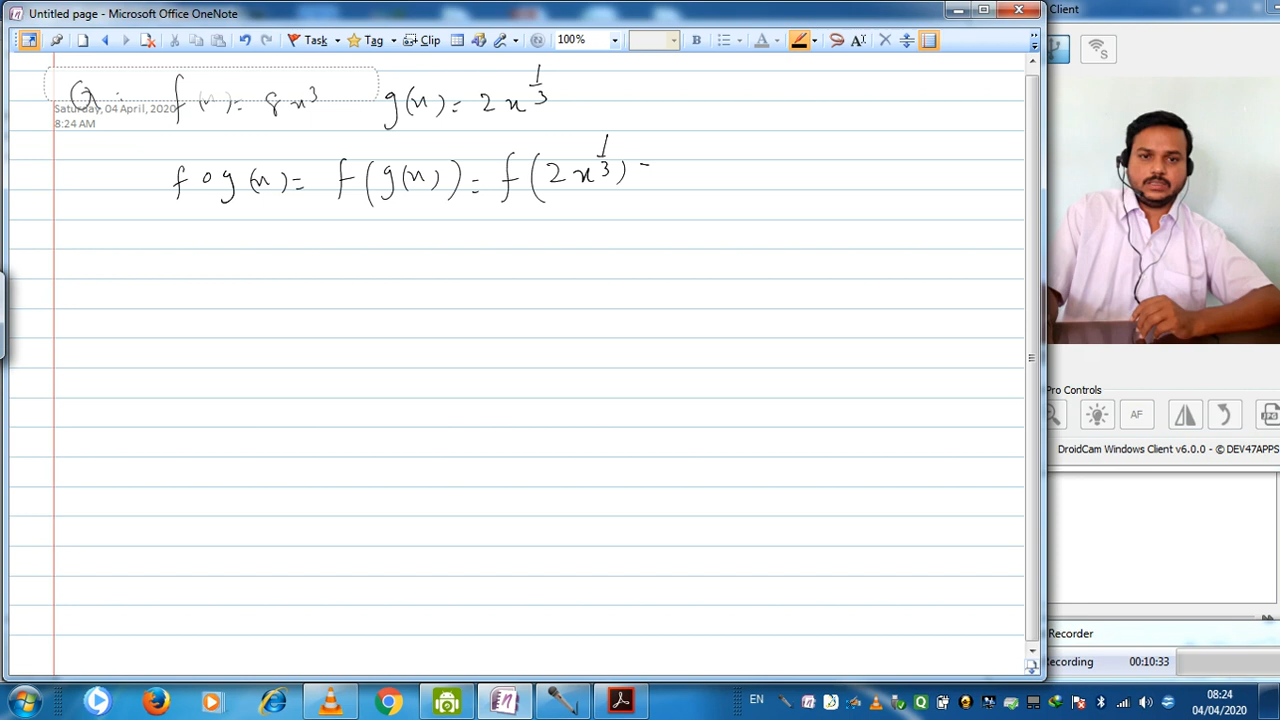 Untitled page - Microsoft Office OneNote
Client
Task Tag Clip 100% B
Q : f(x) = 8x³ g(x) = 2x^{1/3}
Saturday, 04 April, 2020
8:24 AM
f o g(x) = f(g(x)) = f(2x^{1/3}) -
Pro Controls
AF
DroidCam Windows Client v6.0.0 - © DEV47APPS
Recorder
ecording 00:10:33
EN 08:24
04/04/2020